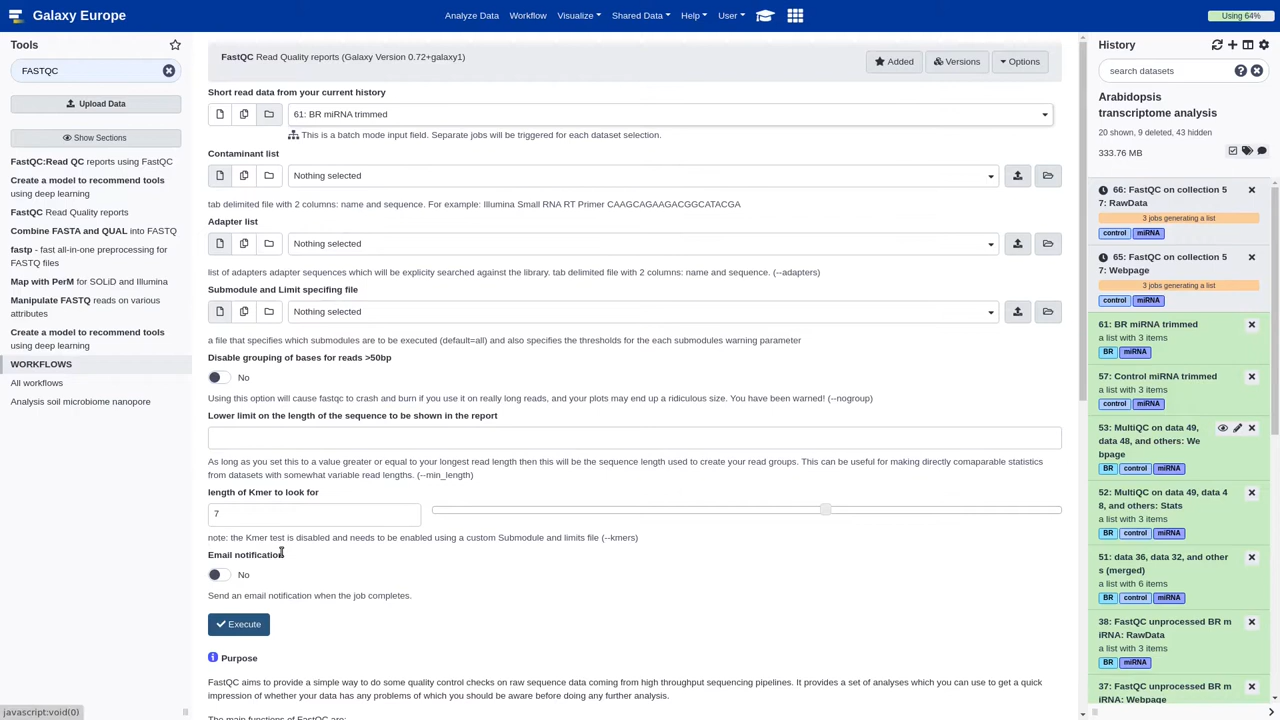 Galaxy Europe
Analyze Data
Workflow
Visualize
Shared Data
Help
User
Using 64%
Tools
FASTQC
Upload Data
Show Sections
FastQC:Read QC reports using FastQC
Create a model to recommend tools
using deep learning
FastQC Read Quality reports
Combine FASTA and QUAL into FASTQ
fastp - fast all-in-one preprocessing for
FASTQ files
Map with PerM for SOLiD and Illumina
Manipulate FASTQ reads on various
attributes
Create a model to recommend tools
using deep learning
WORKFLOWS
All workflows
Analysis soil microbiome nanopore
javascript:void(0)
FastQC Read Quality reports (Galaxy Version 0.72+galaxy1)
Added
Versions
Options
Short read data from your current history
61: BR miRNA trimmed
This is a batch mode input field. Separate jobs will be triggered for each dataset selection.
Contaminant list
Nothing selected
tab delimited file with 2 columns: name and sequence. For example: Illumina Small RNA RT Primer CAAGCAGAAGACGGCATACGA
Adapter list
Nothing selected
list of adapters adapter sequences which will be explicity searched against the library. tab delimited file with 2 columns: name and sequence. (--adapters)
Submodule and Limit specifing file
Nothing selected
a file that specifies which submodules are to be executed (default=all) and also specifies the thresholds for the each submodules warning parameter
Disable grouping of bases for reads >50bp
No
Using this option will cause fastqc to crash and burn if you use it on really long reads, and your plots may end up a ridiculous size. You have been warned! (--nogroup)
Lower limit on the length of the sequence to be shown in the report
As long as you set this to a value greater or equal to your longest read length then this will be the sequence length used to create your read groups. This can be useful for making directly comaparable statistics
from datasets with somewhat variable read lengths. (--min_length)
length of Kmer to look for
7
note: the Kmer test is disabled and needs to be enabled using a custom Submodule and limits file (--kmers)
Email notification
No
Send an email notification when the job completes.
Execute
Purpose
FastQC aims to provide a simple way to do some quality control checks on raw sequence data coming from high throughput sequencing pipelines. It provides a set of analyses which you can use to get a quick
impression of whether your data has any problems of which you should be aware before doing any further analysis.
The main functions of FastQC are:
History
search datasets
Arabidopsis
transcriptome analysis
20 shown, 9 deleted, 43 hidden
333.76 MB
66: FastQC on collection 5
7: RawData
3 jobs generating a list
control miRNA
65: FastQC on collection 5
7: Webpage
3 jobs generating a list
control miRNA
61: BR miRNA trimmed
a list with 3 items
BR miRNA
57: Control miRNA trimmed
a list with 3 items
control miRNA
53: MultiQC on data 49,
data 48, and others: We
bpage
BR control miRNA
52: MultiQC on data 49, data 4
8, and others: Stats
a list with 3 items
BR control miRNA
51: data 36, data 32, and other
s (merged)
a list with 6 items
BR control miRNA
38: FastQC unprocessed BR m
iRNA: RawData
a list with 3 items
BR miRNA
37: FastQC unprocessed BR m
iRNA: Webpage